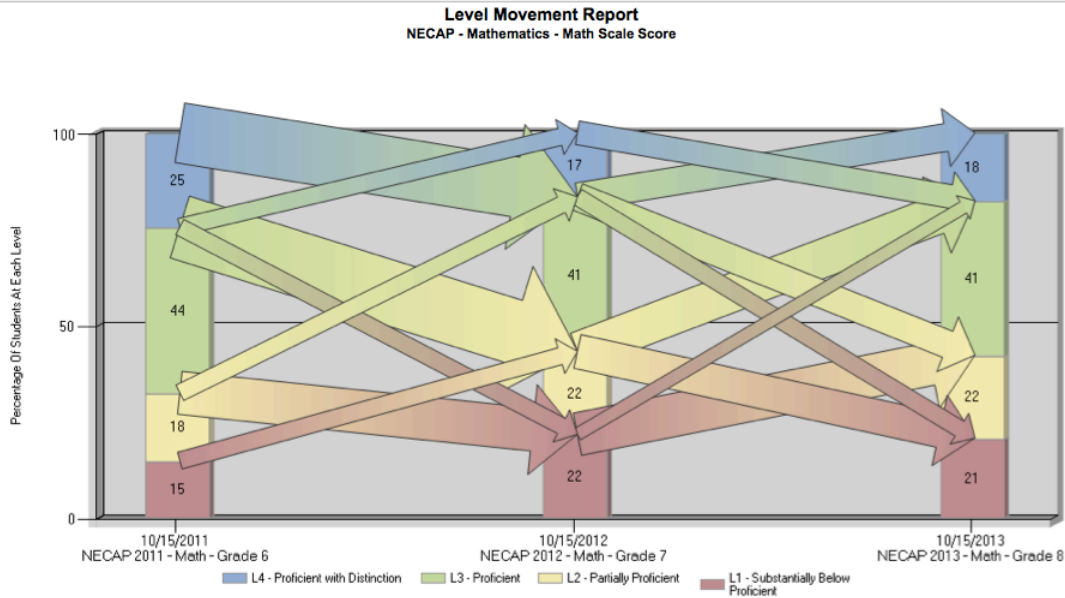 Level Movement Report
NECAP - Mathematics - Math Scale Score
Percentage Of Students At Each Level
100
50
0
25
44
18
15
17
41
22
22
18
41
22
21
10/15/2011
NECAP 2011 - Math - Grade 6
10/15/2012
NECAP 2012 - Math - Grade 7
10/15/2013
NECAP 2013 - Math - Grade 8
L4 - Proficient with Distinction
L3 - Proficient
L2 - Partially Proficient
L1 - Substantially Below
Proficient